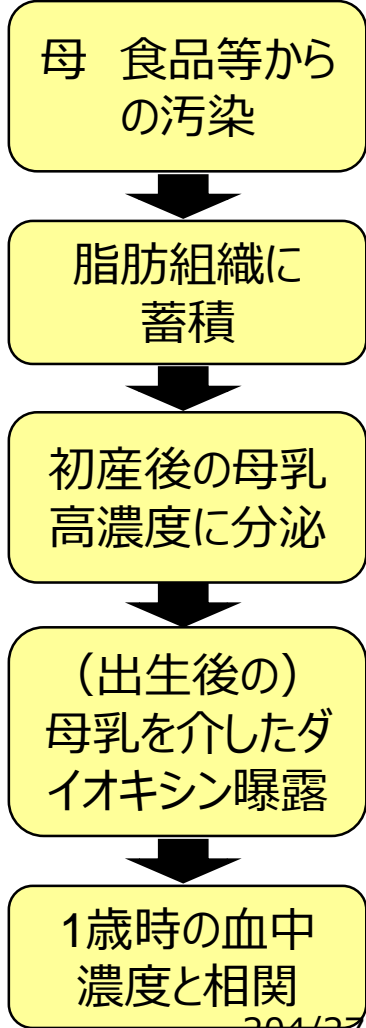 母　食品等から
の汚染
脂肪組織に
蓄積
初産後の母乳
高濃度に分泌
（出生後の）
母乳を介したダ
イオキシン曝露
1歳時の血中
濃度と相関